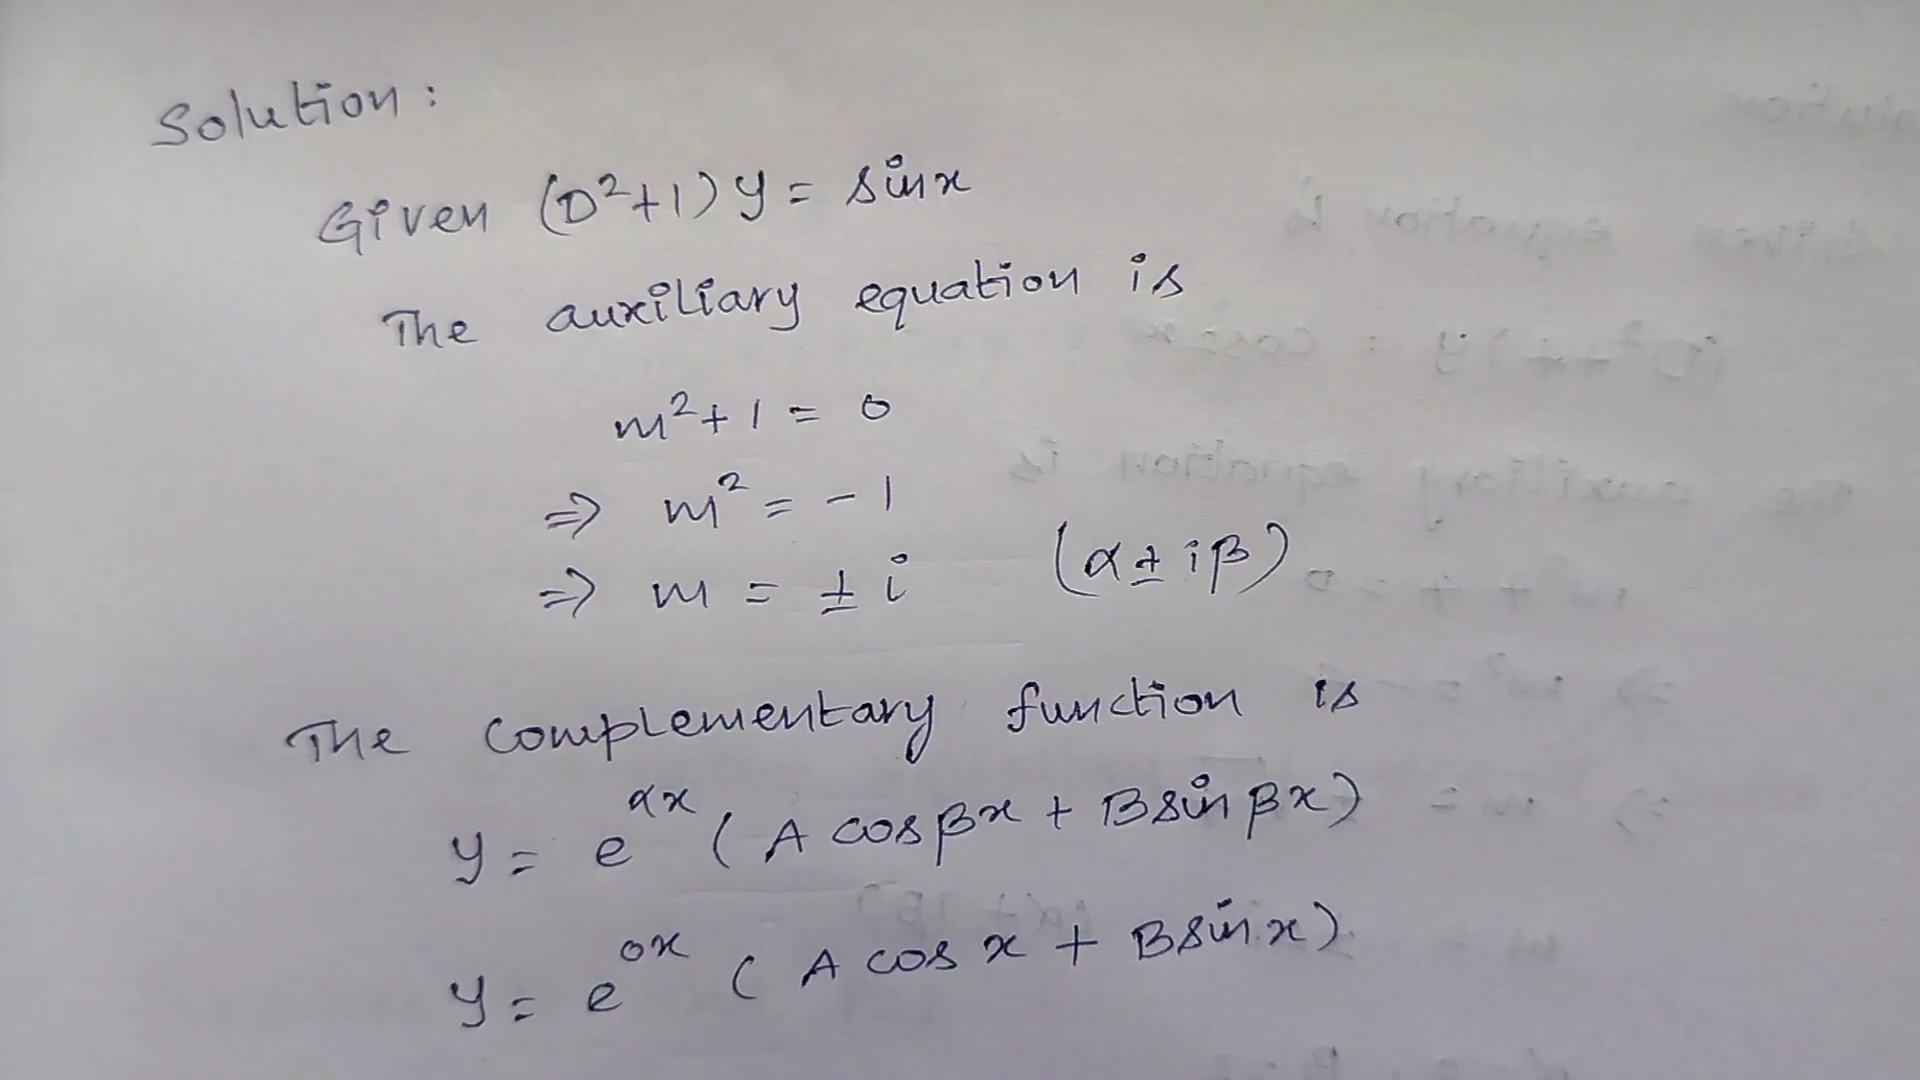 Solution:
Given (D²+1)y = sinx
The auxiliary equation is
m²+1 = 0
⇒ m² = -1
⇒ m = ± i (α ± iβ)
The complementary function is
y = e^αx (A cosβx + B sinβx)
y = e^0x (A cos x + B sin x)